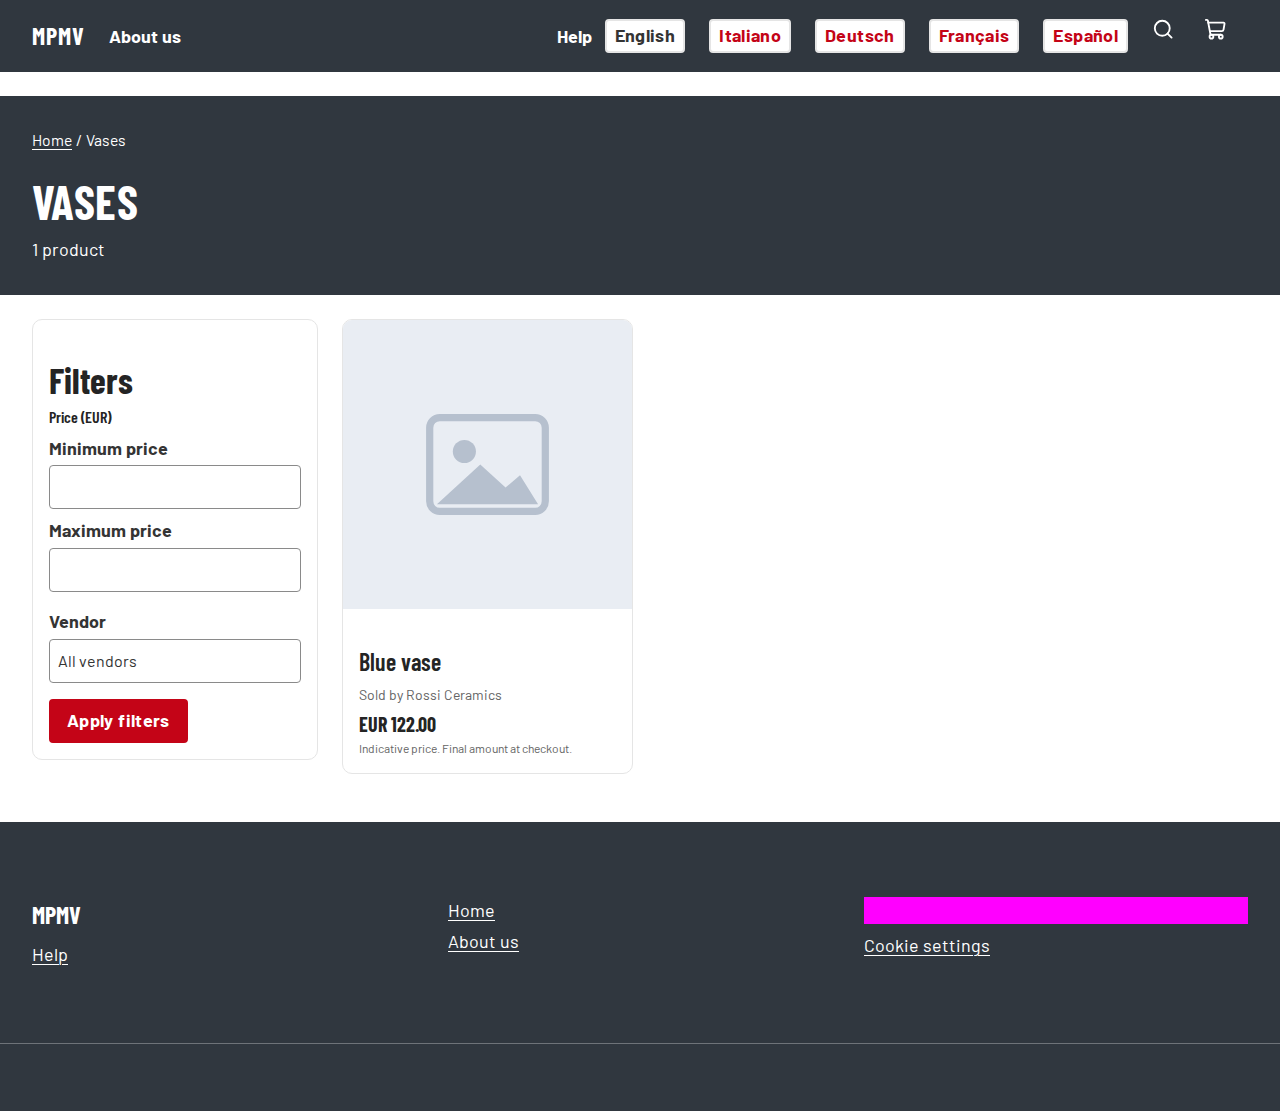 MPMV About us Help English Italiano Deutsch Français Español
Home / Vases
VASES
1 product
Filters
Price (EUR)
Minimum price
Maximum price
Vendor
All vendors
Apply filters
Blue vase
Sold by Rossi Ceramics
EUR 122.00
Indicative price. Final amount at checkout.
MPMV
Help
Home
About us
Cookie settings